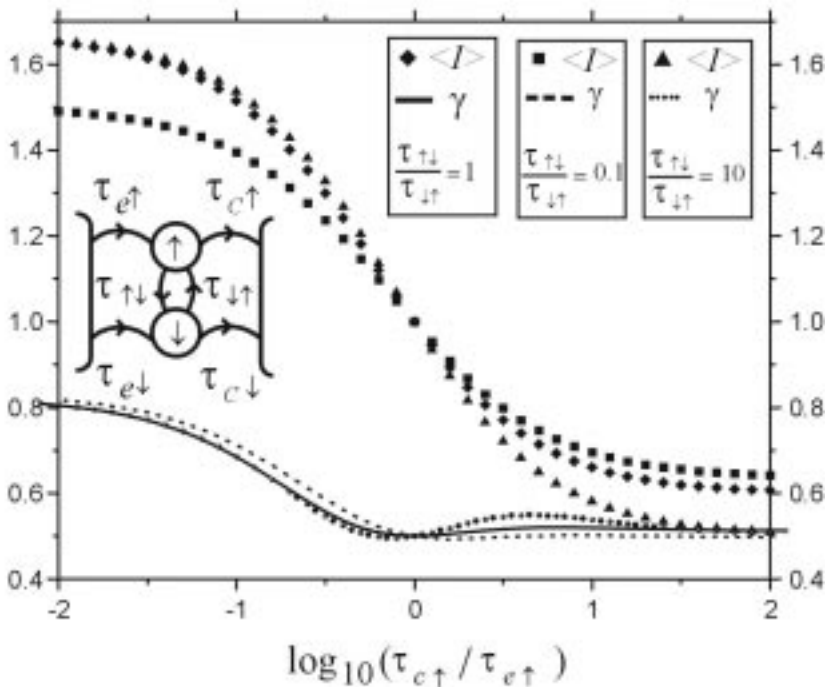 ◆ <I> ■ <I> ▲ <I>
γ γ γ
τ↑↓/τ↓↑ = 1 τ↑↓/τ↓↑ = 0.1 τ↑↓/τ↓↑ = 10
1.6 1.6
1.4 1.4
1.2 1.2
1.0 1.0
0.8 0.8
0.6 0.6
0.4 0.4
τe↑ τc↑
↑
τ↑↓ τ↓↑
↓
τe↓ τc↓
-2 -1 0 1 2
log10(τc↑/τe↑)